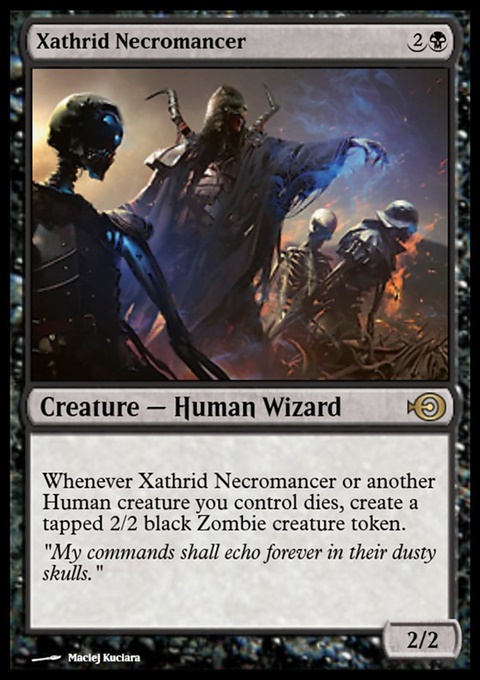 Xathrid Necromancer 2
Creature — Human Wizard
Whenever Xathrid Necromancer or another
Human creature you control dies, create a
tapped 2/2 black Zombie creature token.
"My commands shall echo forever in their dusty
skulls."
2/2
Maciej Kuciara